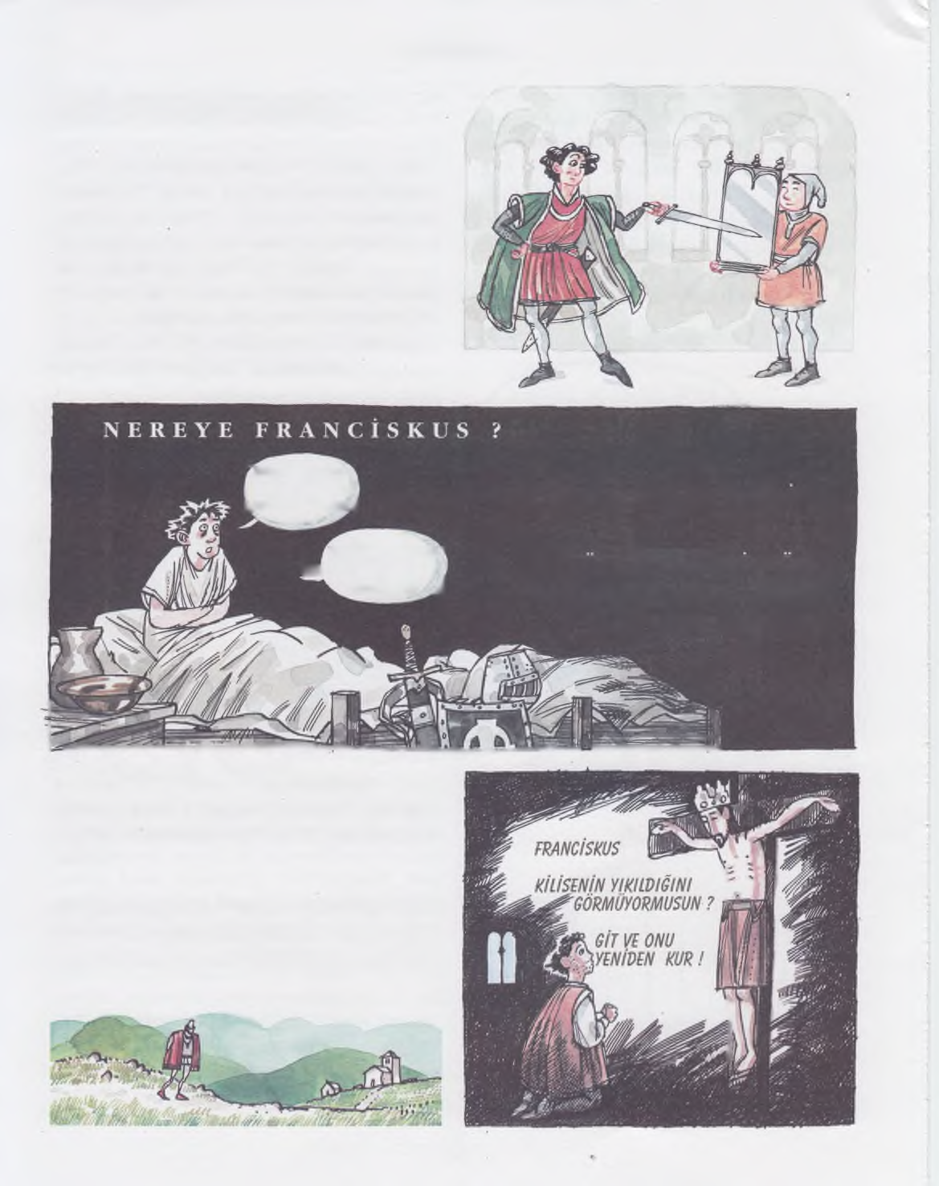 NEREYE FRANCİSKUS ?
FRANCİSKUS
KİLİSENİN YIKILDIĞINI
GÖRMÜYORMUSUN ?
GİT VE ONU
YENİDEN KUR !